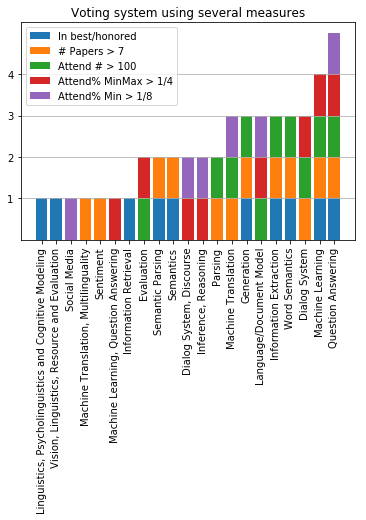 Voting system using several measures
In best/honored
# Papers > 7
Attend # > 100
Attend% MinMax > 1/4
Attend% Min > 1/8
4
3
2
1
Linguistics, Psycholinguistics and Cognitive Modeling
Vision, Linguistics, Resource and Evaluation
Social Media
Machine Translation, Multilinguality
Sentiment
Machine Learning, Question Answering
Information Retrieval
Evaluation
Semantic Parsing
Semantics
Dialog System, Discourse
Inference, Reasoning
Parsing
Machine Translation
Generation
Language/Document Model
Information Extraction
Word Semantics
Dialog System
Machine Learning
Question Answering